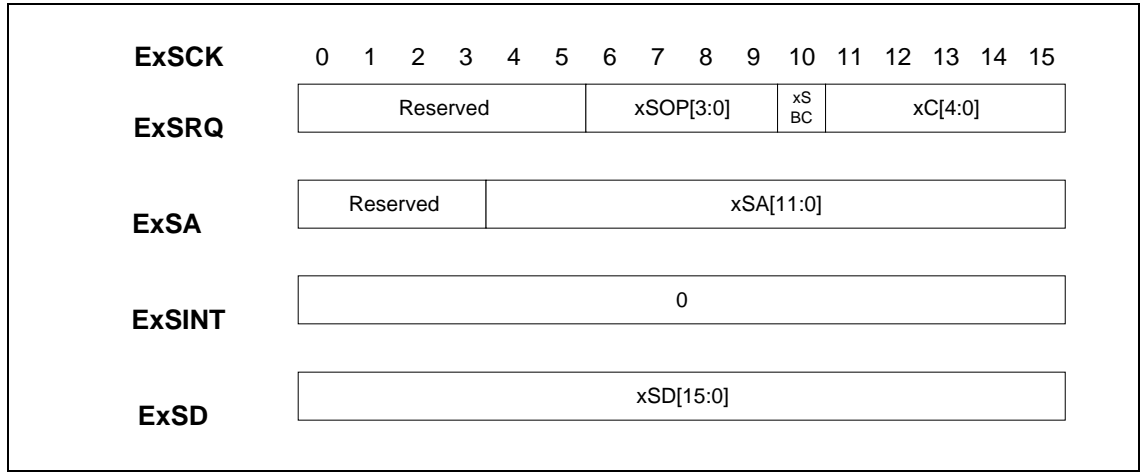 ExSCK 0 1 2 3 4 5 6 7 8 9 10 11 12 13 14 15
ExSRQ Reserved xSOP[3:0] xS BC xC[4:0]
ExSA Reserved xSA[11:0]
ExSINT 0
ExSD xSD[15:0]